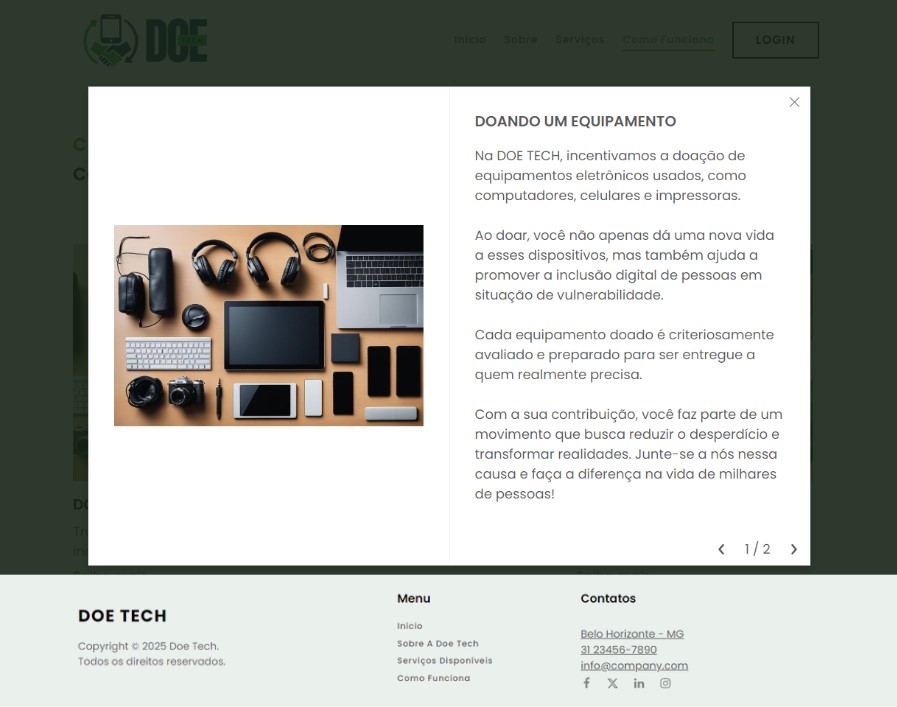 DOE
Início Sobre Serviços Como Funciona LOGIN
DOANDO UM EQUIPAMENTO
Na DOE TECH, incentivamos a doação de
equipamentos eletrônicos usados, como
computadores, celulares e impressoras.
Ao doar, você não apenas dá uma nova vida
a esses dispositivos, mas também ajuda a
promover a inclusão digital de pessoas em
situação de vulnerabilidade.
Cada equipamento doado é criteriosamente
avaliado e preparado para ser entregue a
quem realmente precisa.
Com a sua contribuição, você faz parte de um
movimento que busca reduzir o desperdício e
transformar realidades. Junte-se a nós nessa
causa e faça a diferença na vida de milhares
de pessoas!
1 / 2
DOE TECH
Copyright © 2025 Doe Tech.
Todos os direitos reservados.
Menu
Início
Sobre A Doe Tech
Serviços Disponíveis
Como Funciona
Contatos
Belo Horizonte - MG
31 23456-7890
info@company.com